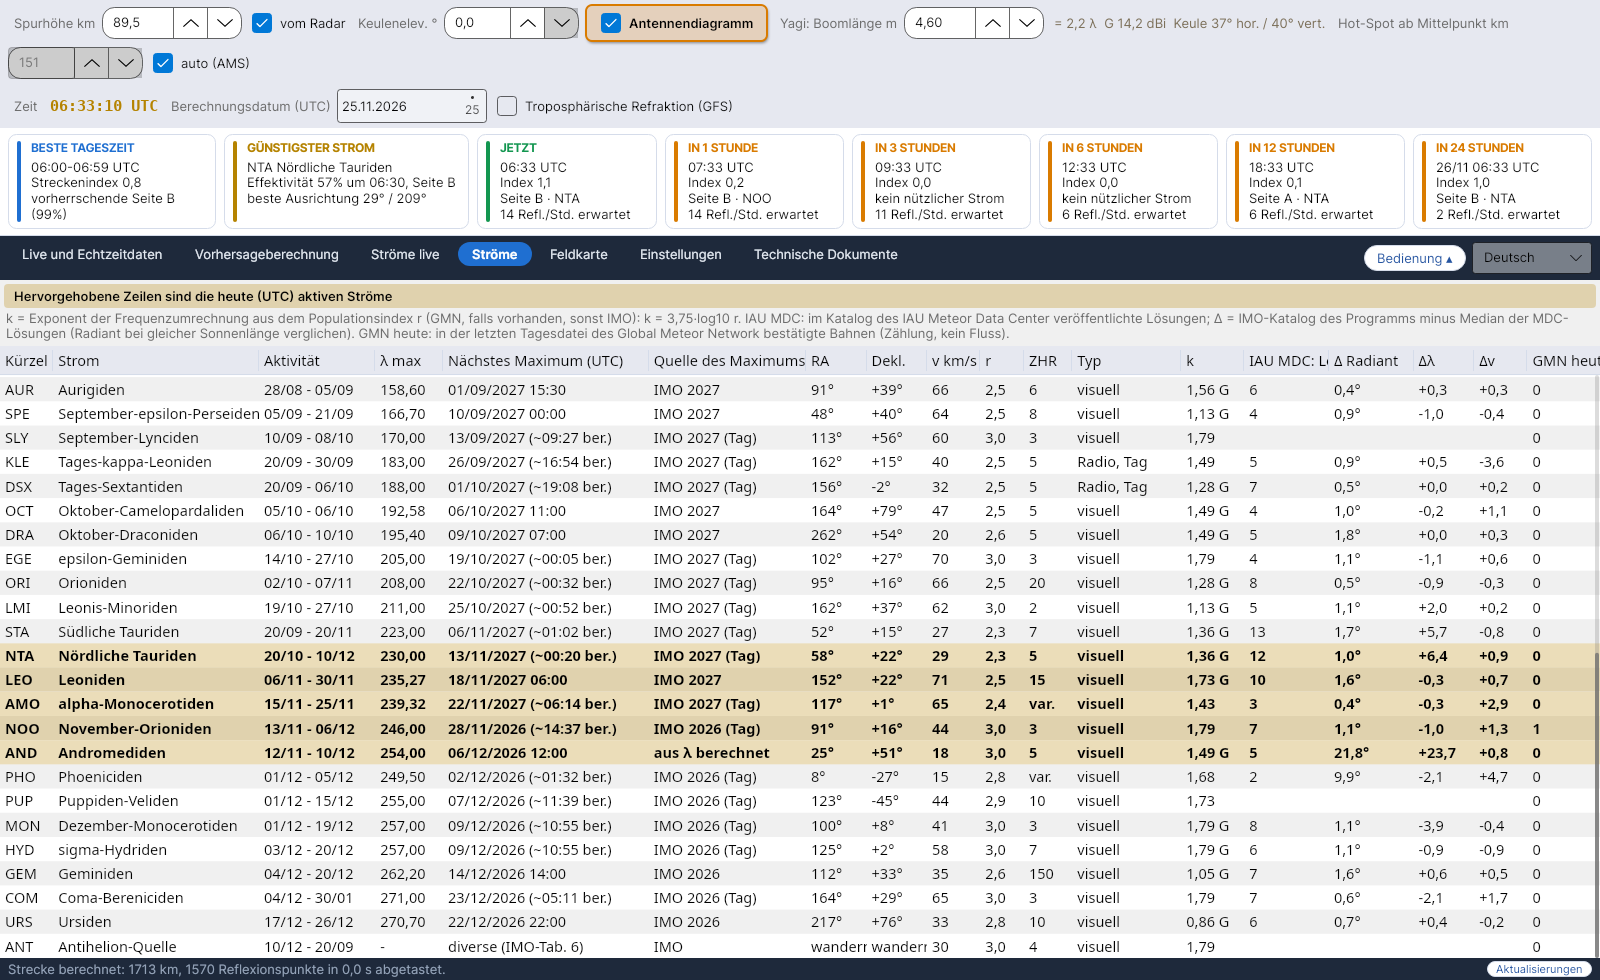 Spurhöhe km 89,5 vom Radar Keulenelev. ° 0,0 Antennendiagramm Yagi: Boomlänge m 4,60 = 2,2 λ G 14,2 dBi Keule 37° hor. / 40° vert. Hot-Spot ab Mittelpunkt km
151 auto (AMS)
Zeit 06:33:10 UTC Berechnungsdatum (UTC) 25.11.2026 25 Troposphärische Refraktion (GFS)
BESTE TAGESZEIT
06:00-06:59 UTC
Streckenindex 0,8
vorherrschende Seite B
(99%)
GÜNSTIGSTER STROM
NTA Nördliche Tauriden
Effektivität 57% um 06:30, Seite B
beste Ausrichtung 29° / 209°
JETZT
06:33 UTC
Index 1,1
Seite B · NTA
14 Refl./Std. erwartet
IN 1 STUNDE
07:33 UTC
Index 0,2
Seite B · NOO
14 Refl./Std. erwartet
IN 3 STUNDEN
09:33 UTC
Index 0,0
kein nützlicher Strom
11 Refl./Std. erwartet
IN 6 STUNDEN
12:33 UTC
Index 0,0
kein nützlicher Strom
6 Refl./Std. erwartet
IN 12 STUNDEN
18:33 UTC
Index 0,1
Seite A · NTA
6 Refl./Std. erwartet
IN 24 STUNDEN
26/11 06:33 UTC
Index 1,0
Seite B · NTA
2 Refl./Std. erwartet
Live und Echtzeitdaten Vorhersageberechnung Ströme live Ströme Feldkarte Einstellungen Technische Dokumente Bedienung ▴ Deutsch
Hervorgehobene Zeilen sind die heute (UTC) aktiven Ströme
k = Exponent der Frequenzumrechnung aus dem Populationsindex r (GMN, falls vorhanden, sonst IMO): k = 3,75·log10 r. IAU MDC: im Katalog des IAU Meteor Data Center veröffentlichte Lösungen; Δ = IMO-Katalog des Programms minus Median der MDC-
Lösungen (Radiant bei gleicher Sonnenlänge verglichen). GMN heute: in der letzten Tagesdatei des Global Meteor Network bestätigte Bahnen (Zählung, kein Fluss).
Kürzel Strom Aktivität λ max Nächstes Maximum (UTC) Quelle des Maximums RA Dekl. v km/s r ZHR Typ k IAU MDC: Lö Δ Radiant Δλ Δv GMN heut
AUR Aurigiden 28/08 - 05/09 158,60 01/09/2027 15:30 IMO 2027 91° +39° 66 2,5 6 visuell 1,56 G 6 0,4° +0,3 +0,3 0
SPE September-epsilon-Perseiden 05/09 - 21/09 166,70 10/09/2027 00:00 IMO 2027 48° +40° 64 2,5 8 visuell 1,13 G 4 0,9° -1,0 -0,4 0
SLY September-Lynciden 10/09 - 08/10 170,00 13/09/2027 (~09:27 ber.) IMO 2027 (Tag) 113° +56° 60 3,0 3 visuell 1,79 0
KLE Tages-kappa-Leoniden 20/09 - 30/09 183,00 26/09/2027 (~16:54 ber.) IMO 2027 (Tag) 162° +15° 40 2,5 5 Radio, Tag 1,49 5 0,9° +0,5 -3,6 0
DSX Tages-Sextantiden 20/09 - 06/10 188,00 01/10/2027 (~19:08 ber.) IMO 2027 (Tag) 156° -2° 32 2,5 5 Radio, Tag 1,28 G 7 0,5° +0,0 +0,2 0
OCT Oktober-Camelopardaliden 05/10 - 06/10 192,58 06/10/2027 11:00 IMO 2027 164° +79° 47 2,5 5 visuell 1,49 G 4 1,0° -0,2 +1,1 0
DRA Oktober-Draconiden 06/10 - 10/10 195,40 09/10/2027 07:00 IMO 2027 262° +54° 20 2,6 5 visuell 1,49 G 5 1,8° +0,0 +0,3 0
EGE epsilon-Geminiden 14/10 - 27/10 205,00 19/10/2027 (~00:05 ber.) IMO 2027 (Tag) 102° +27° 70 3,0 3 visuell 1,79 4 1,1° -1,1 +0,6 0
ORI Orioniden 02/10 - 07/11 208,00 22/10/2027 (~00:32 ber.) IMO 2027 (Tag) 95° +16° 66 2,5 20 visuell 1,28 G 8 0,5° -0,9 -0,3 0
LMI Leonis-Minoriden 19/10 - 27/10 211,00 25/10/2027 (~00:52 ber.) IMO 2027 (Tag) 162° +37° 62 3,0 2 visuell 1,13 G 5 1,1° +2,0 +0,2 0
STA Südliche Tauriden 20/09 - 20/11 223,00 06/11/2027 (~01:02 ber.) IMO 2027 (Tag) 52° +15° 27 2,3 7 visuell 1,36 G 13 1,7° +5,7 -0,8 0
NTA Nördliche Tauriden 20/10 - 10/12 230,00 13/11/2027 (~00:20 ber.) IMO 2027 (Tag) 58° +22° 29 2,3 5 visuell 1,36 G 12 1,0° +6,4 +0,9 0
LEO Leoniden 06/11 - 30/11 235,27 18/11/2027 06:00 IMO 2027 152° +22° 71 2,5 15 visuell 1,73 G 10 1,6° -0,3 +0,7 0
AMO alpha-Monocerotiden 15/11 - 25/11 239,32 22/11/2027 (~06:14 ber.) IMO 2027 (Tag) 117° +1° 65 2,4 var. visuell 1,43 3 0,4° -0,3 +2,9 0
NOO November-Orioniden 13/11 - 06/12 246,00 28/11/2026 (~14:37 ber.) IMO 2026 (Tag) 91° +16° 44 3,0 3 visuell 1,79 7 1,1° -1,0 +1,3 1
AND Andromediden 12/11 - 10/12 254,00 06/12/2026 12:00 aus λ berechnet 25° +51° 18 3,0 5 visuell 1,49 G 5 21,8° +23,7 +0,8 0
PHO Phoeniciden 01/12 - 05/12 249,50 02/12/2026 (~01:32 ber.) IMO 2026 (Tag) 8° -27° 15 2,8 var. visuell 1,68 2 9,9° -2,1 +4,7 0
PUP Puppiden-Veliden 01/12 - 15/12 255,00 07/12/2026 (~11:39 ber.) IMO 2026 (Tag) 123° -45° 44 2,9 10 visuell 1,73 0
MON Dezember-Monocerotiden 01/12 - 19/12 257,00 09/12/2026 (~10:55 ber.) IMO 2026 (Tag) 100° +8° 41 3,0 3 visuell 1,79 G 8 1,1° -3,9 -0,4 0
HYD sigma-Hydriden 03/12 - 20/12 257,00 09/12/2026 (~10:55 ber.) IMO 2026 (Tag) 125° +2° 58 3,0 7 visuell 1,79 G 6 1,1° -0,9 -0,9 0
GEM Geminiden 04/12 - 20/12 262,20 14/12/2026 14:00 IMO 2026 112° +33° 35 2,6 150 visuell 1,05 G 7 1,6° +0,6 +0,5 0
COM Coma-Bereniciden 04/12 - 30/01 271,00 23/12/2026 (~05:11 ber.) IMO 2026 (Tag) 164° +29° 65 3,0 3 visuell 1,79 7 0,6° -2,1 +1,7 0
URS Ursiden 17/12 - 26/12 270,70 22/12/2026 22:00 IMO 2026 217° +76° 33 2,8 10 visuell 0,86 G 6 0,7° +0,4 -0,2 0
ANT Antihelion-Quelle 10/12 - 20/09 - diverse (IMO-Tab. 6) IMO wandern wandern 30 3,0 4 visuell 1,79 0
Strecke berechnet: 1713 km, 1570 Reflexionspunkte in 0,0 s abgetastet. Aktualisierungen